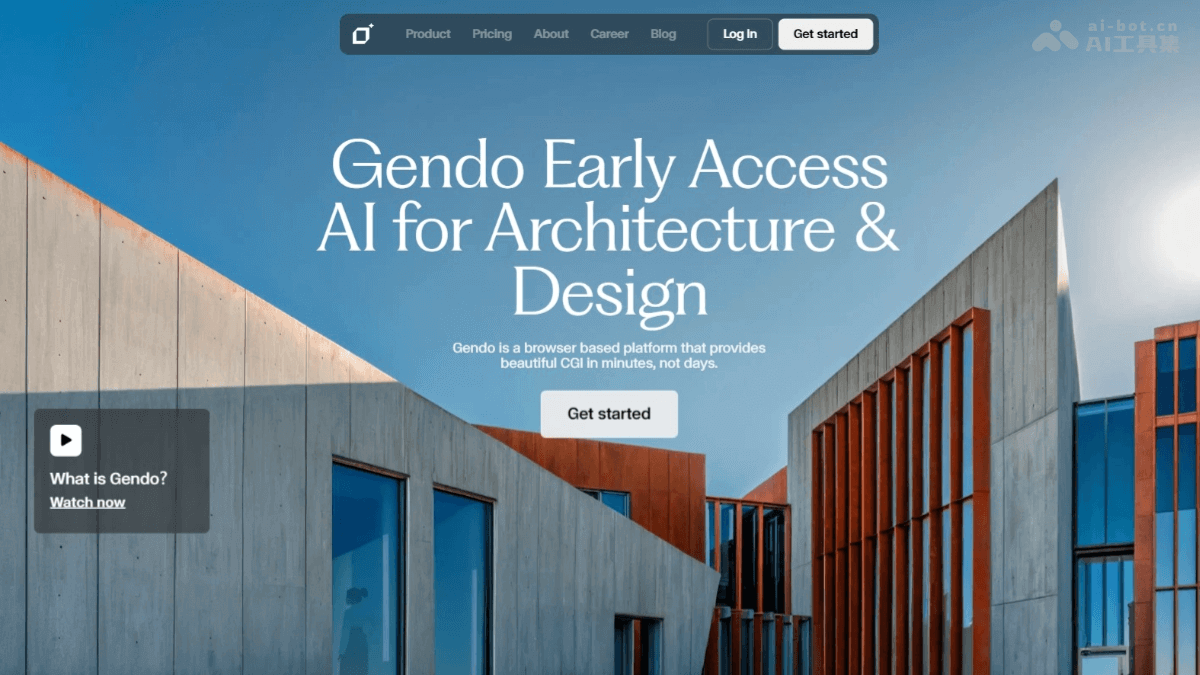 Product Pricing About Career Blog Log In Get started
ai-bot.cn
AI工具集
Gendo Early Access
AI for Architecture &
Design
Gendo is a browser based platform that provides
beautiful CGI in minutes, not days.
Get started
What is Gendo?
Watch now